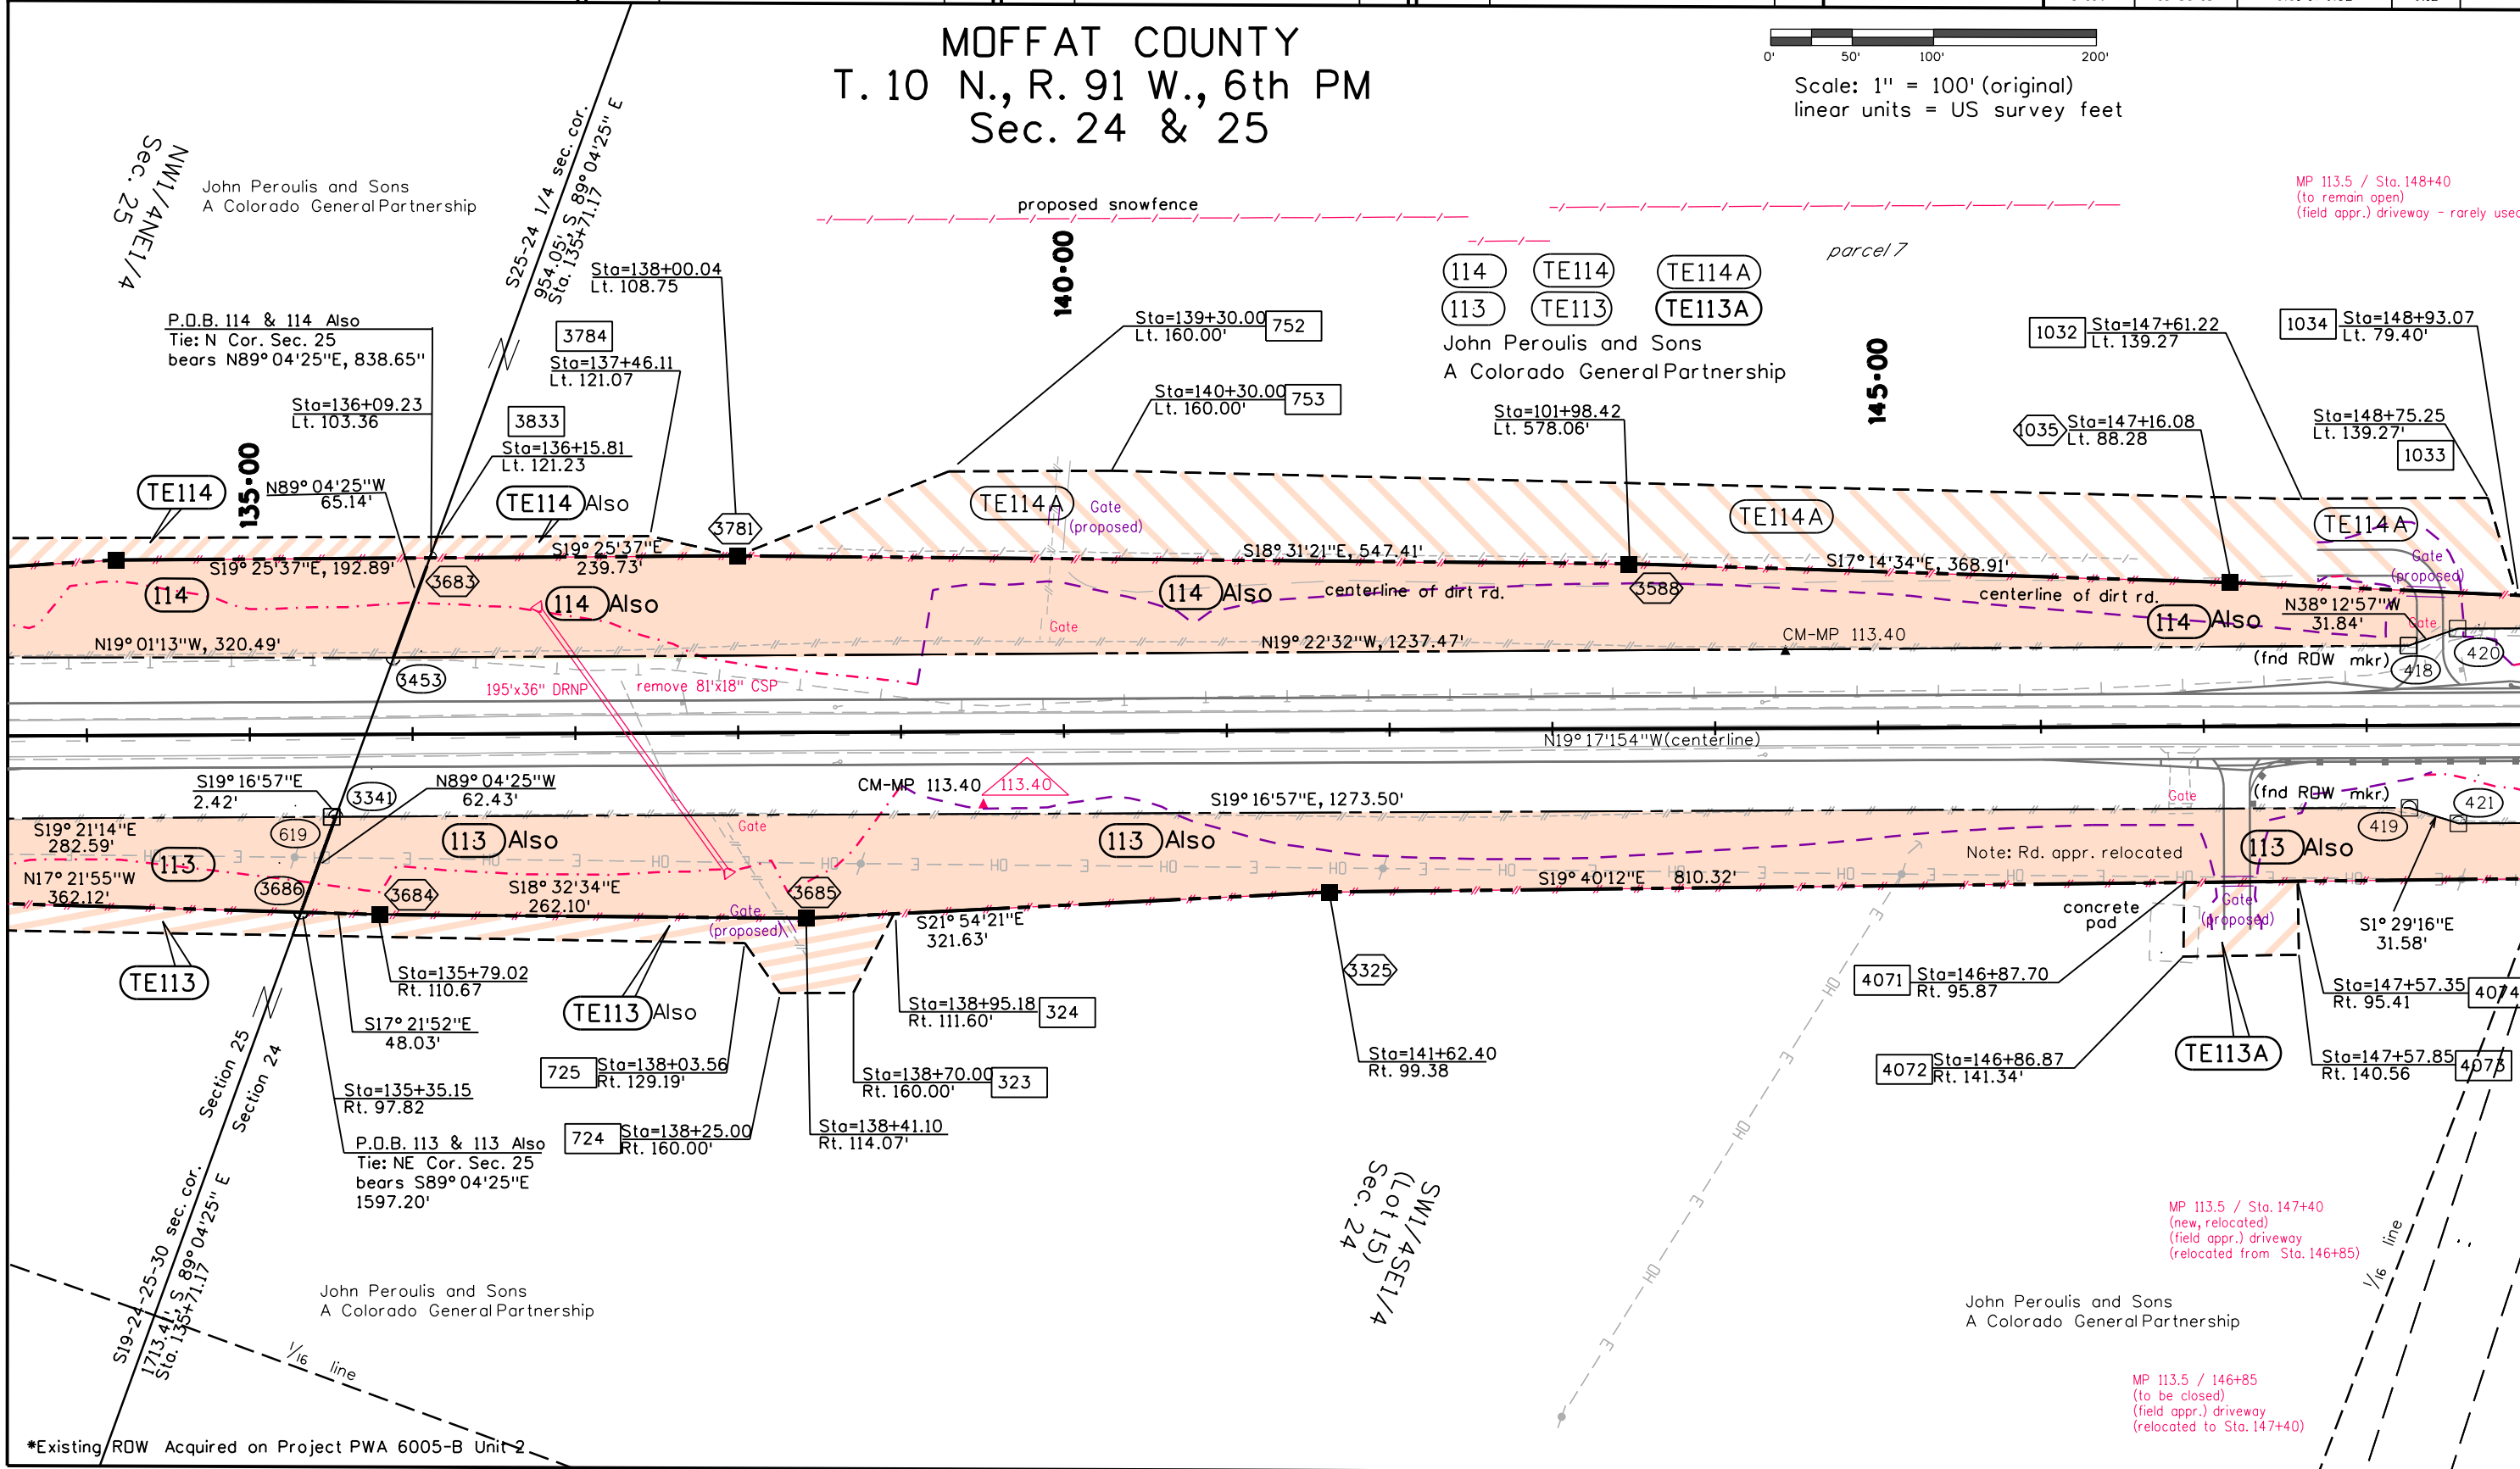 MOFFAT COUNTY
T. 10 N., R. 91 W., 6th PM
Sec. 24 & 25
0' 50' 100' 200'
Scale: 1" = 100' (original)
linear units = US survey feet
NW1/4NE1/4
Sec. 25
John Peroulis and Sons
A Colorado General Partnership
S25-24 1/4 sec. cor.
954.05', S 89° 04'25" E
Sta. 135+71.17
proposed snowfence
MP 113.5 / Sta. 148+40
(to remain open)
(field appr.) driveway - rarely used
parcel 7
114 TE114 TE114A
113 TE113 TE113A
John Peroulis and Sons
A Colorado General Partnership
135+00
140+00
145+00
P.O.B. 114 & 114 Also
Tie: N Cor. Sec. 25
bears N89° 04'25"E, 838.65"
Sta=136+09.23
Lt. 103.36
N89° 04'25"W
65.14'
3784
Sta=137+46.11
Lt. 121.07
3833
Sta=136+15.81
Lt. 121.23
Sta=138+00.04
Lt. 108.75
Sta=139+30.00
Lt. 160.00'
752
Sta=140+30.00
Lt. 160.00'
753
Sta=101+98.42
Lt. 578.06'
1032
Sta=147+61.22
Lt. 139.27
1034
Sta=148+93.07
Lt. 79.40'
1035
Sta=147+16.08
Lt. 88.28
Sta=148+75.25
Lt. 139.27'
1033
TE114
TE114 Also
3781
TE114A
Gate
(proposed)
TE114A
TE114A
Gate
(proposed)
S19° 25'37"E, 192.89'
S19° 25'37"E
239.73'
S18° 31'21"E, 547.41'
S17° 14'34"E, 368.91'
114
3683
114 Also
114 Also
centerline of dirt rd.
3588
centerline of dirt rd.
114 Also
N38° 12'57"W
31.84'
Gate
Gate
N19° 01'13"W, 320.49'
N19° 22'32"W, 1237.47'
CM-MP 113.40
(fnd ROW mkr)
418
420
3453
195'x36" DRNP
remove 81'x18" CSP
N19° 17'154"W(centerline)
S19° 16'57"E
2.42'
3341
N89° 04'25"W
62.43'
CM-MP 113.40
113.40
S19° 16'57"E, 1273.50'
Gate
(fnd ROW mkr)
421
419
S19° 21'14"E
282.59'
619
113 Also
Gate
113 Also
113
Note: Rd. appr. relocated
113 Also
N17° 21'55"W
362.12'
3686
3684
S18° 32'34"E
262.10'
3685
S19° 40'12"E 810.32'
OH E OH E OH E OH E OH E OH E OH E
Gate
(proposed)
S21° 54'21"E
321.63'
concrete
pad
Gate
(proposed)
S1° 29'16"E
31.58'
TE113
Sta=135+79.02
Rt. 110.67
TE113 Also
Sta=138+95.18
Rt. 111.60'
324
3325
4071
Sta=146+87.70
Rt. 95.87
Sta=147+57.35
Rt. 95.41
4074
S17° 21'52"E
48.03'
725
Sta=138+03.56
Rt. 129.19'
Sta=138+70.00
Rt. 160.00'
323
Sta=141+62.40
Rt. 99.38
4072
Sta=146+86.87
Rt. 141.34'
TE113A
Sta=147+57.85
Rt. 140.56
4073
Section 25
Section 24
Sta=135+35.15
Rt. 97.82
724
Sta=138+25.00
Rt. 160.00'
Sta=138+41.10
Rt. 114.07'
P.O.B. 113 & 113 Also
Tie: NE Cor. Sec. 25
bears S89° 04'25"E
1597.20'
SW1/4SE1/4
(Lot 15)
Sec. 24
S19-24-25-30 sec. cor.
1713.41', S 89° 04'25" E
Sta. 135+71.17
MP 113.5 / Sta. 147+40
(new, relocated)
(field appr.) driveway
(relocated from Sta. 146+85)
1/16 line
John Peroulis and Sons
A Colorado General Partnership
John Peroulis and Sons
A Colorado General Partnership
1/16 line
MP 113.5 / 146+85
(to be closed)
(field appr.) driveway
(relocated to Sta. 147+40)
*Existing ROW Acquired on Project PWA 6005-B Unit 2